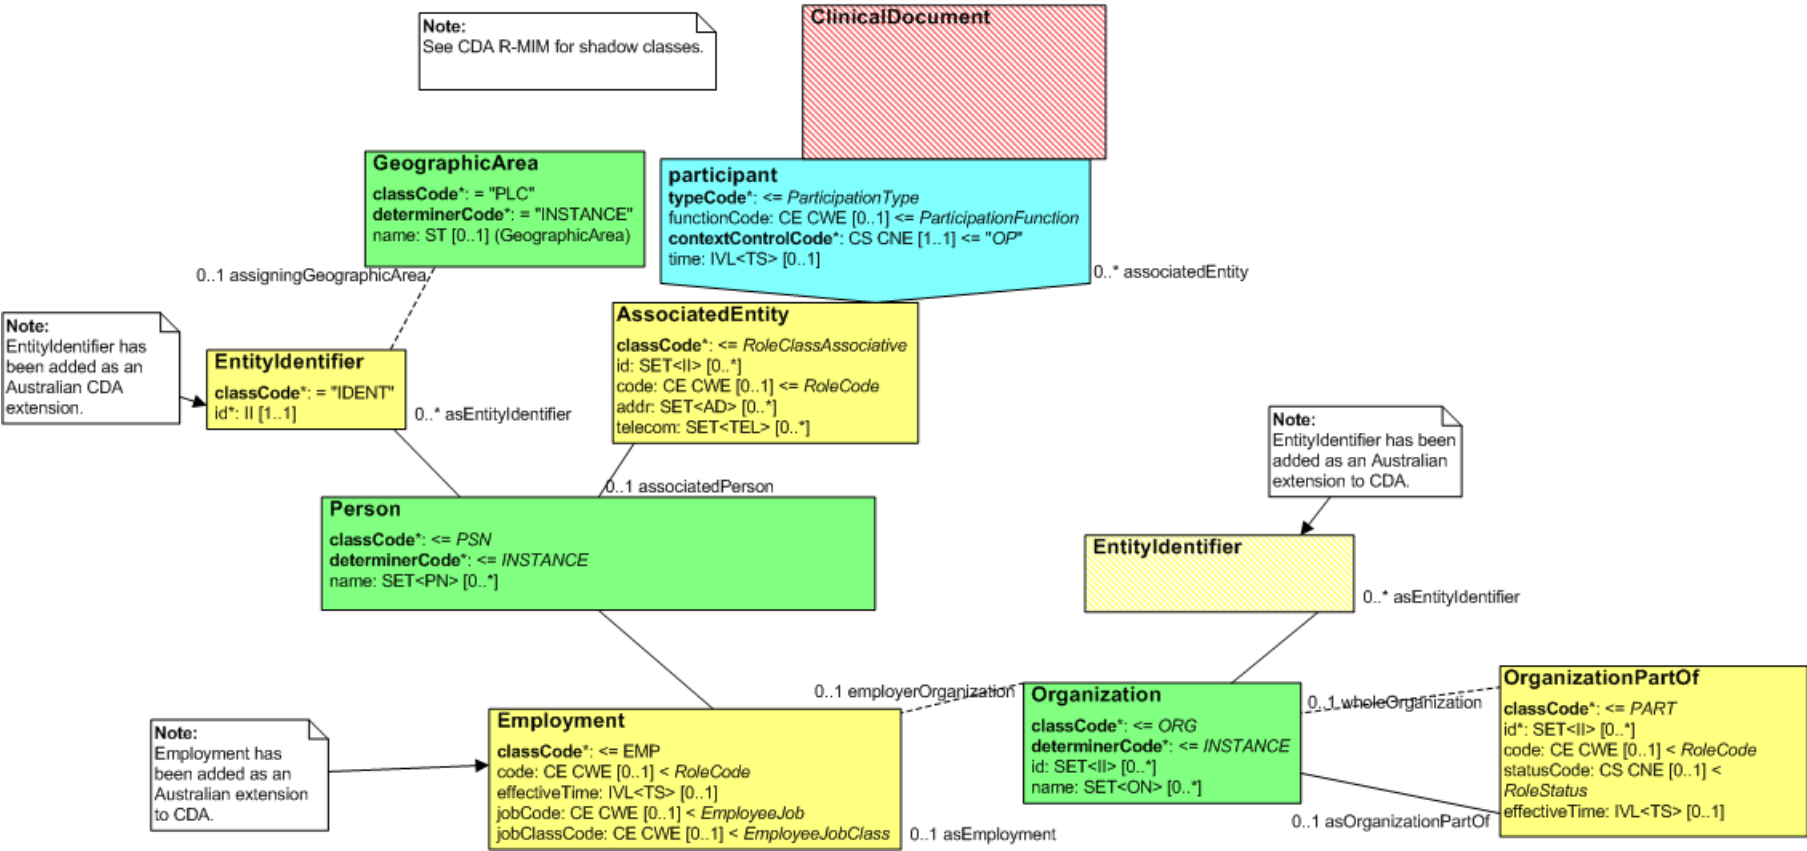 Note:
See CDA R-MIM for shadow classes.
ClinicalDocument
GeographicArea
classCode*: = "PLC"
determinerCode*: = "INSTANCE"
name: ST [0..1] (GeographicArea)
participant
typeCode*: <= ParticipationType
functionCode: CE CWE [0..1] <= ParticipationFunction
contextControlCode*: CS CNE [1..1] <= "OP"
time: IVL<TS> [0..1]
0..1 assigningGeographicArea
0..* associatedEntity
Note:
EntityIdentifier has
been added as an
Australian CDA
extension.
EntityIdentifier
classCode*: = "IDENT"
id*: II [1..1]
0..* asEntityIdentifier
AssociatedEntity
classCode*: <= RoleClassAssociative
id: SET<II> [0..*]
code: CE CWE [0..1] <= RoleCode
addr: SET<AD> [0..*]
telecom: SET<TEL> [0..*]
0..1 associatedPerson
Note:
EntityIdentifier has been
added as an Australian
extension to CDA.
Person
classCode*: <= PSN
determinerCode*: <= INSTANCE
name: SET<PN> [0..*]
EntityIdentifier
0..* asEntityIdentifier
Note:
Employment has
been added as an
Australian extension
to CDA.
Employment
classCode*: <= EMP
code: CE CWE [0..1] < RoleCode
effectiveTime: IVL<TS> [0..1]
jobCode: CE CWE [0..1] < EmployeeJob
jobClassCode: CE CWE [0..1] < EmployeeJobClass
0..1 asEmployment
0..1 employerOrganization
Organization
classCode*: <= ORG
determinerCode*: <= INSTANCE
id: SET<II> [0..*]
name: SET<ON> [0..*]
0..1 wholeOrganization
0..1 asOrganizationPartOf
OrganizationPartOf
classCode*: <= PART
id*: SET<II> [0..*]
code: CE CWE [0..1] < RoleCode
statusCode: CS CNE [0..1] <
RoleStatus
effectiveTime: IVL<TS> [0..1]